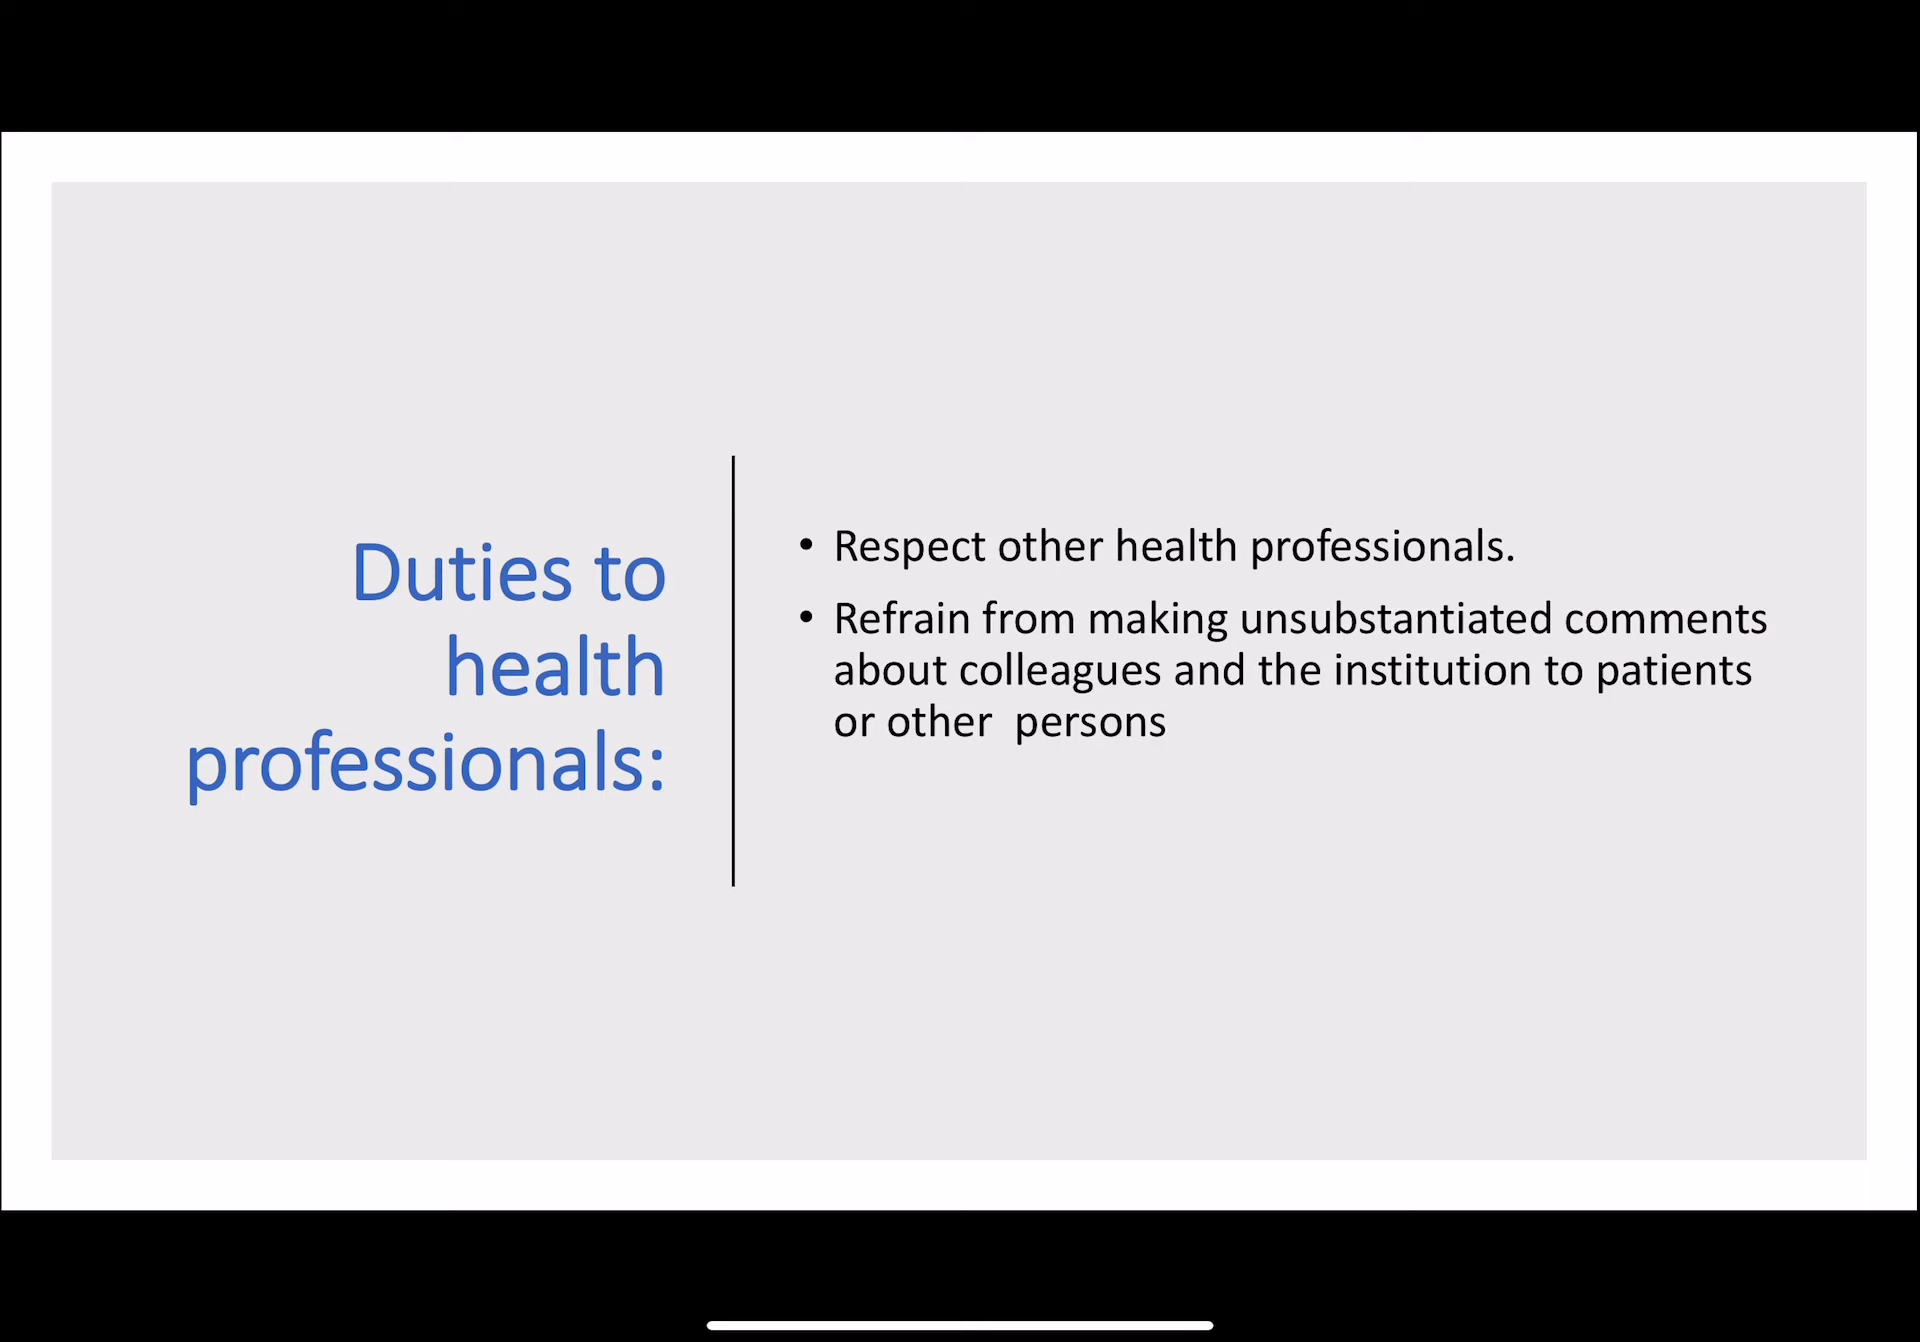 Duties to
health
professionals:
• Respect other health professionals.
• Refrain from making unsubstantiated comments
about colleagues and the institution to patients
or other  persons